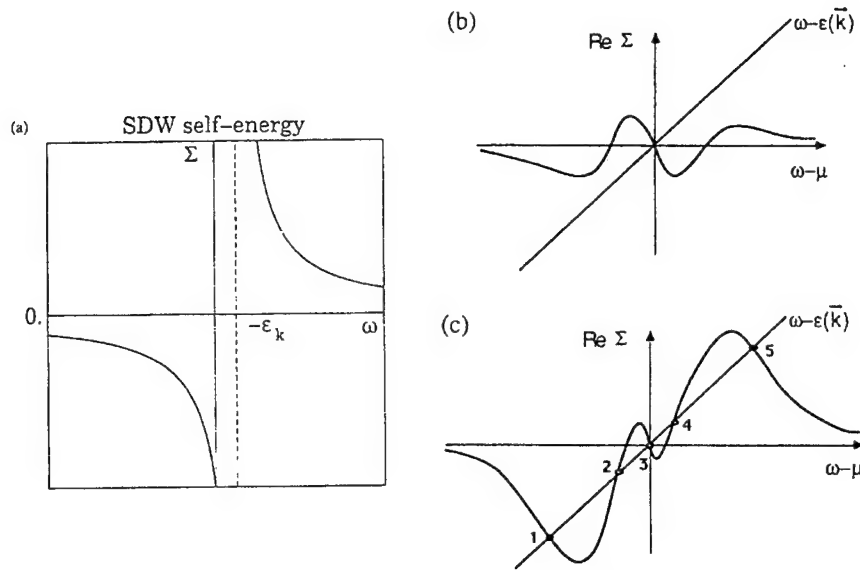 (a)
SDW self-energy
Σ
0.
-ε_k
ω
(b)
Re Σ
ω-ε(k⃗)
ω-μ
(c)
Re Σ
ω-ε(k⃗)
1
2
3
4
5
ω-μ